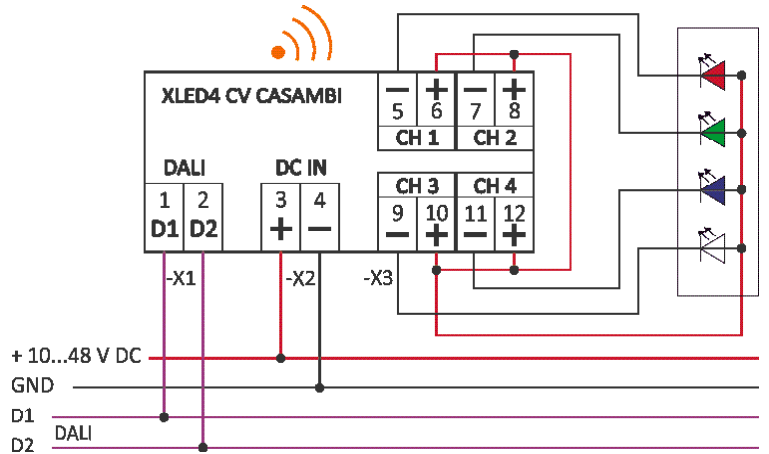 XLED4 CV CASAMBI
− + − +
5 6 7 8
CH 1 CH 2
DALI DC IN
CH 3 CH 4
1 2 3 4 9 10 11 12
D1 D2 + − − + − +
-X1 -X2 -X3
+ 10...48 V DC
GND
D1
DALI
D2